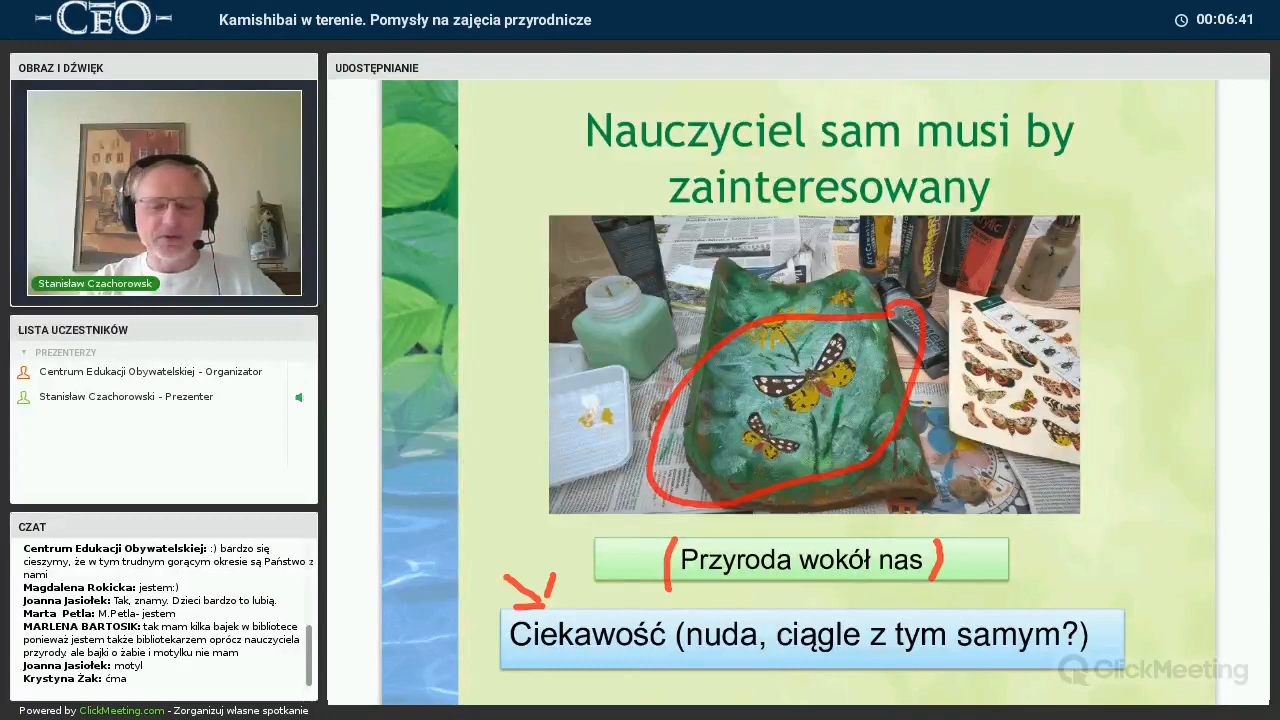 CEO
Kamishibai w terenie. Pomysły na zajęcia przyrodnicze
00:06:41
OBRAZ I DŹWIĘK
Stanisław Czachorowsk
LISTA UCZESTNIKÓW
PREZENTERZY
Centrum Edukacji Obywatelskiej - Organizator
Stanisław Czachorowski - Prezenter
CZAT
Centrum Edukacji Obywatelskiej: :) bardzo się
cieszymy, że w tym trudnym gorącym okresie są Państwo z
nami
Magdalena Rokicka: jestem:)
Joanna Jasiołek: Tak, znamy. Dzieci bardzo to lubią.
Marta Petla: M.Petla- jestem
MARLENA BARTOSIK: tak mam kilka bajek w bibliotece
ponieważ jestem także bibliotekarzem oprócz nauczyciela
przyrody. ale bajki o żabie i motylku nie mam
Joanna Jasiołek: motyl
Krystyna Żak: ćma
Powered by ClickMeeting.com - Zorganizuj własne spotkanie
UDOSTĘPNIANIE
Nauczyciel sam musi by
zainteresowany
Przyroda wokół nas
Ciekawość (nuda, ciągle z tym samym?)
ClickMeeting